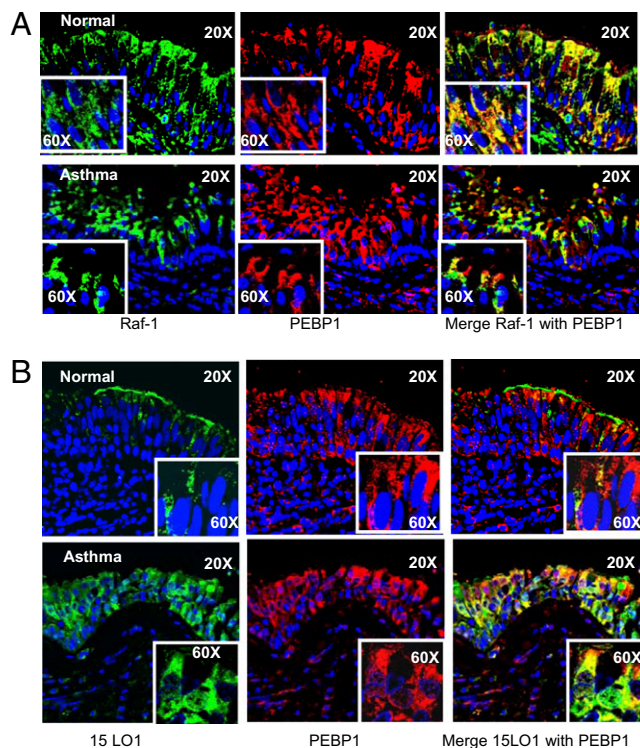 A
Normal 20X 20X 20X
60X 60X 60X
Asthma 20X 20X 20X
60X 60X 60X
Raf-1 PEBP1 Merge Raf-1 with PEBP1
B
Normal 20X 20X 20X
60X 60X 60X
Asthma 20X 20X 20X
60X 60X 60X
15 LO1 PEBP1 Merge 15LO1 with PEBP1